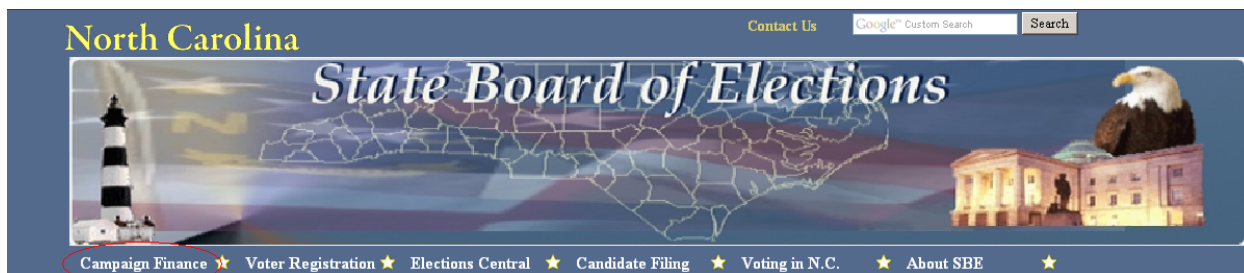 North Carolina
Contact Us
Google™ Custom Search
Search
State Board of Elections
Campaign Finance
Voter Registration
Elections Central
Candidate Filing
Voting in N.C.
About SBE